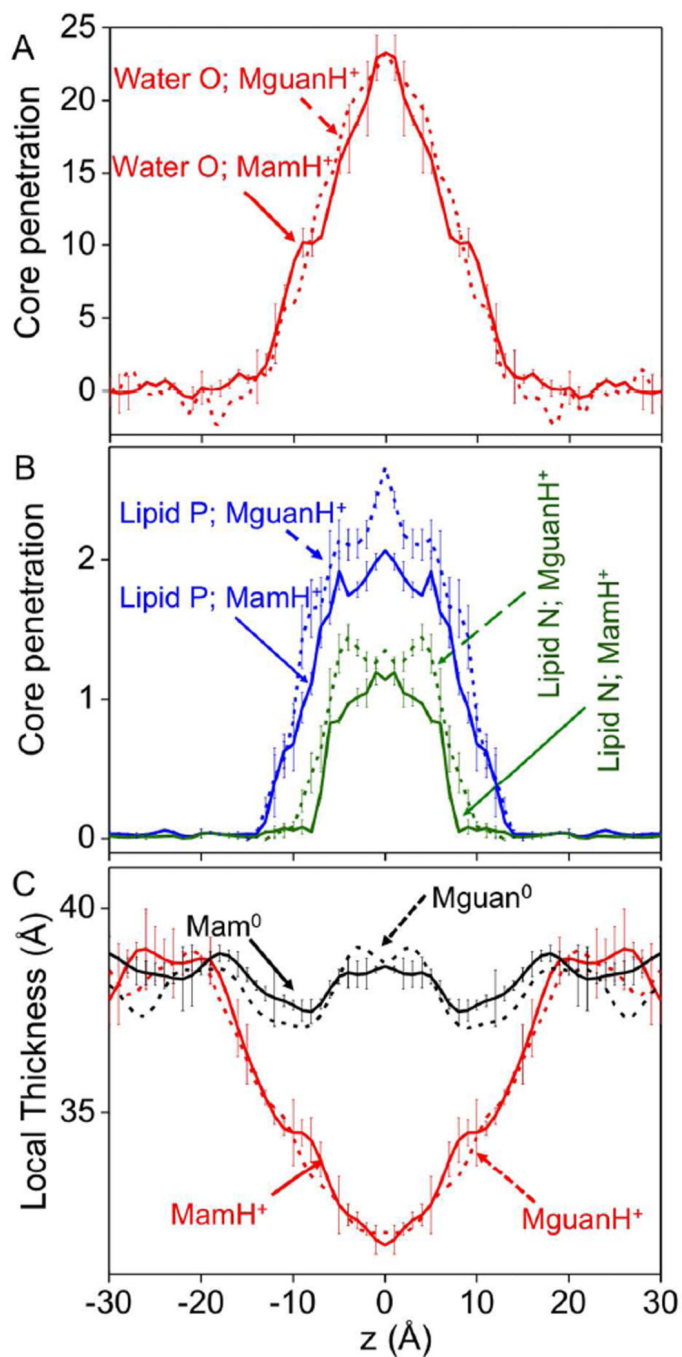 A
25
20
15
10
5
0
Core penetration
Water O; MguanH⁺
Water O; MamH⁺
B
2
1
0
Core penetration
Lipid P; MguanH⁺
Lipid P; MamH⁺
Lipid N; MguanH⁺
Lipid N; MamH⁺
C
40
35
Local Thickness (Å)
Mam⁰
Mguan⁰
MamH⁺
MguanH⁺
-30 -20 -10 0 10 20 30
z (Å)